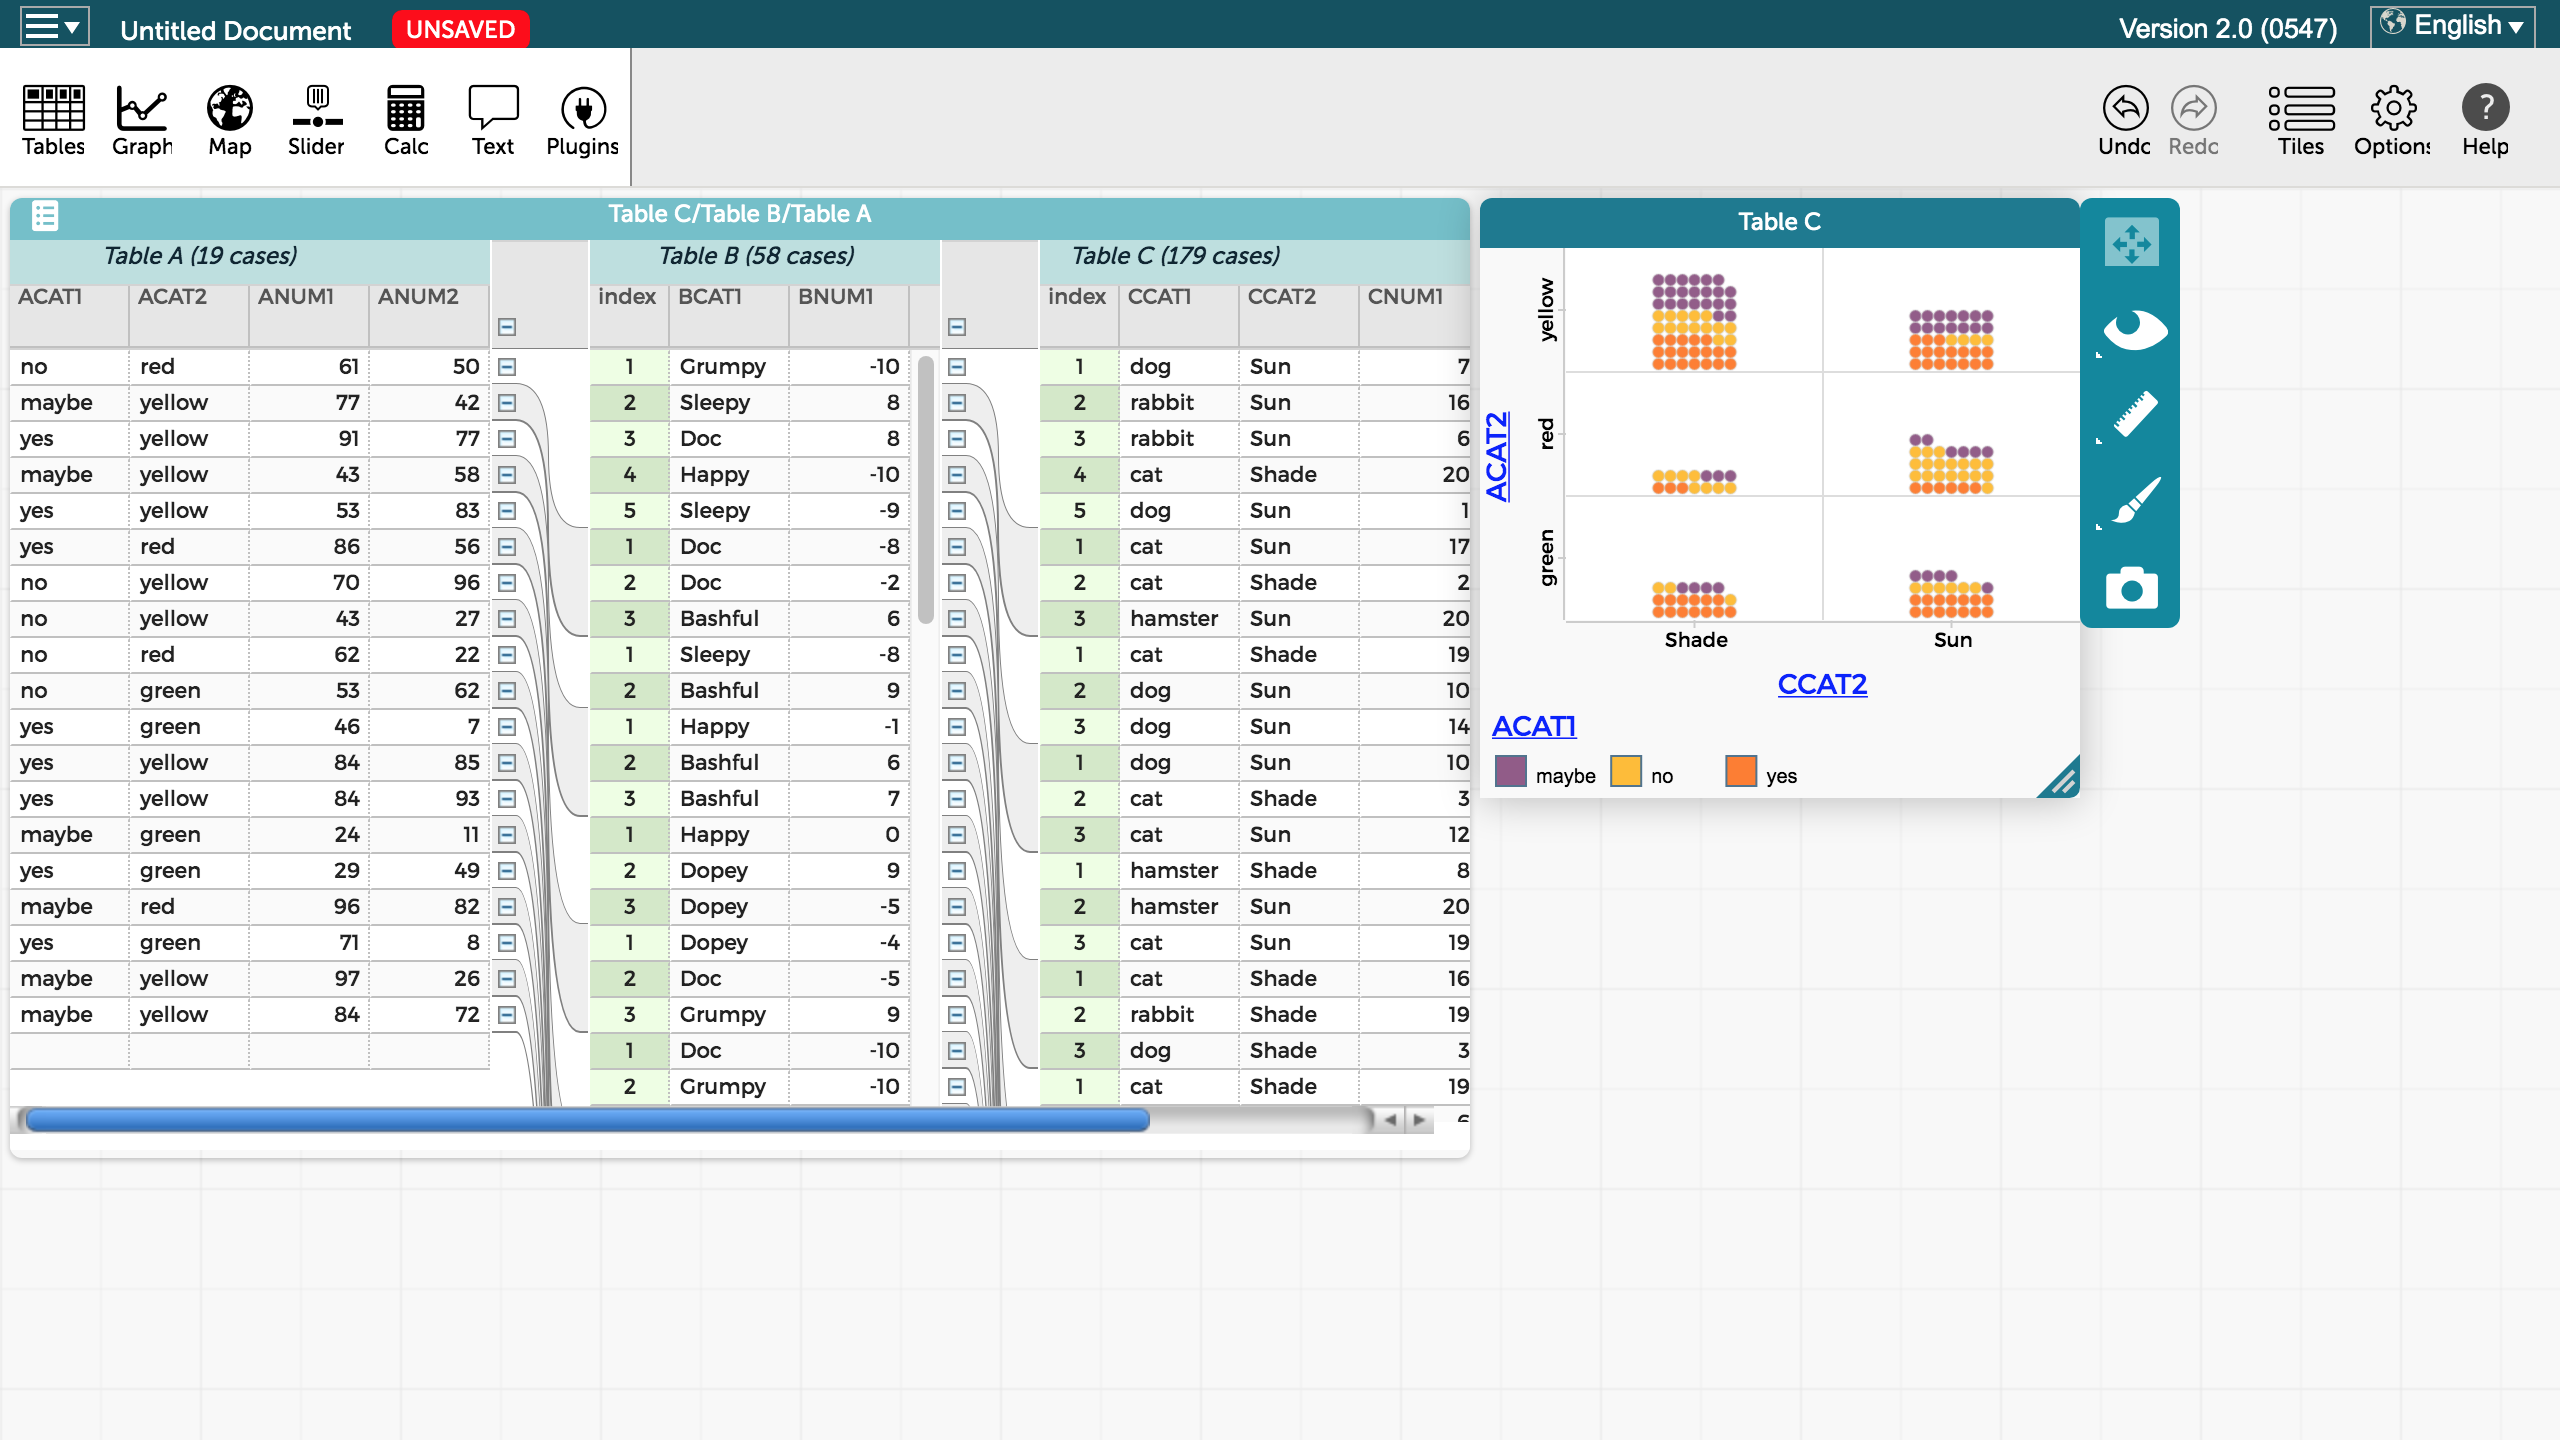 Untitled Document UNSAVED Version 2.0 (0547) English
Tables Graph Map Slider Calc Text Plugins Undo Redo Tiles Options Help
Table C/Table B/Table A
Table A (19 cases) Table B (58 cases) Table C (179 cases)
ACAT1 ACAT2 ANUM1 ANUM2 index BCAT1 BNUM1 index CCAT1 CCAT2 CNUM1
no red 61 50 1 Grumpy -10 1 dog Sun 7
maybe yellow 77 42 2 Sleepy 8 2 rabbit Sun 16
yes yellow 91 77 3 Doc 8 3 rabbit Sun 6
maybe yellow 43 58 4 Happy -10 4 cat Shade 20
yes yellow 53 83 5 Sleepy -9 5 dog Sun 1
yes red 86 56 1 Doc -8 1 cat Sun 17
no yellow 70 96 2 Doc -2 2 cat Shade 2
no yellow 43 27 3 Bashful 6 3 hamster Sun 20
no red 62 22 1 Sleepy -8 1 cat Shade 19
no green 53 62 2 Bashful 9 2 dog Sun 10
yes green 46 7 1 Happy -1 3 dog Sun 14
yes yellow 84 85 2 Bashful 6 1 dog Sun 10
yes yellow 84 93 3 Bashful 7 2 cat Shade 3
maybe green 24 11 1 Happy 0 3 cat Sun 12
yes green 29 49 2 Dopey 9 1 hamster Shade 8
maybe red 96 82 3 Dopey -5 2 hamster Sun 20
yes green 71 8 1 Dopey -4 3 cat Sun 19
maybe yellow 97 26 2 Doc -5 1 cat Shade 16
maybe yellow 84 72 3 Grumpy 9 2 rabbit Shade 19
1 Doc -10 3 dog Shade 3
2 Grumpy -10 1 cat Shade 19
Table C
yellow
red
green
ACAT2
Shade Sun
CCAT2
ACAT1
maybe no yes